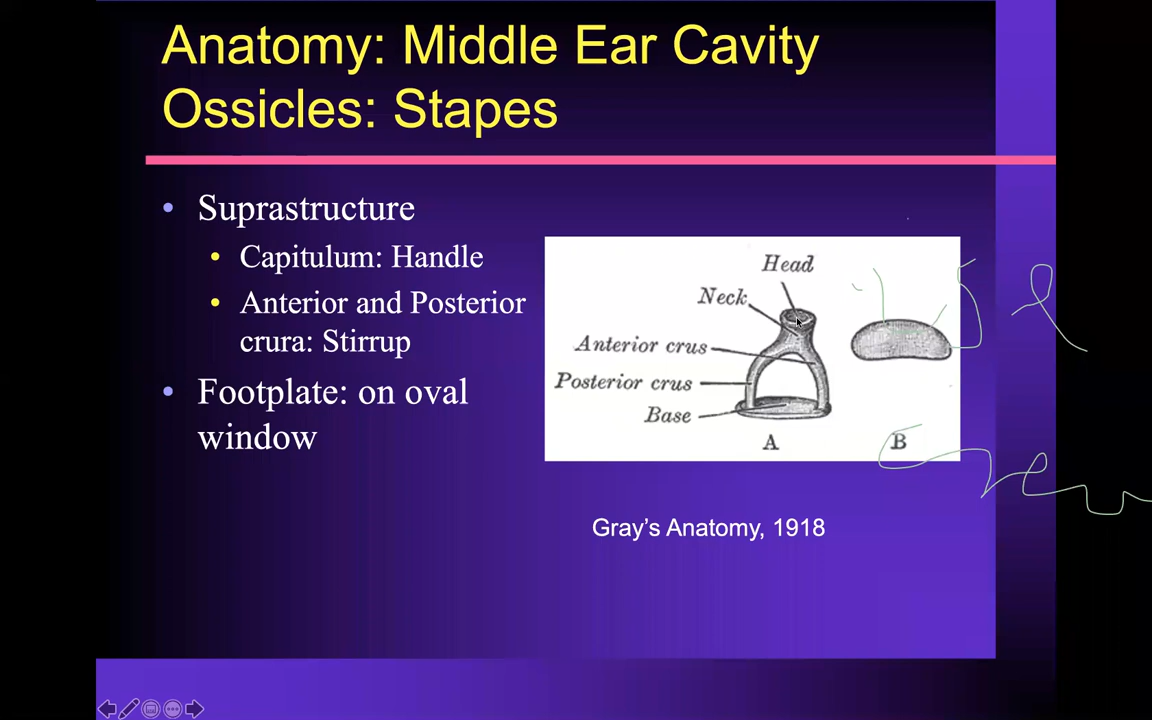 Anatomy: Middle Ear Cavity
Ossicles: Stapes
• Suprastructure
• Capitulum: Handle
• Anterior and Posterior
crura: Stirrup
• Footplate: on oval
window
Head
Neck
Anterior crus
Posterior crus
Base
A
B
Gray’s Anatomy, 1918